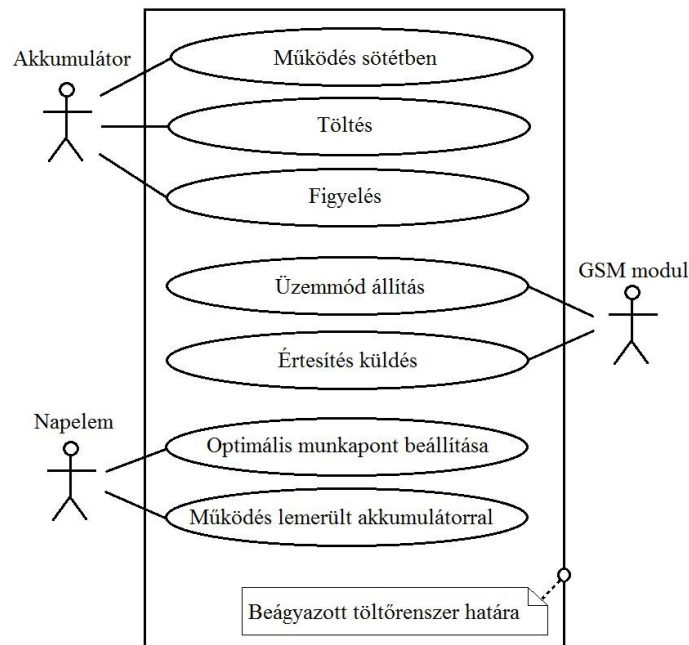 Akkumulátor
Működés sötétben
Töltés
Figyelés
GSM modul
Üzemmód állítás
Értesítés küldés
Napelem
Optimális munkapont beállítása
Működés lemerült akkumulátorral
Beágyazott töltőrenszer határa